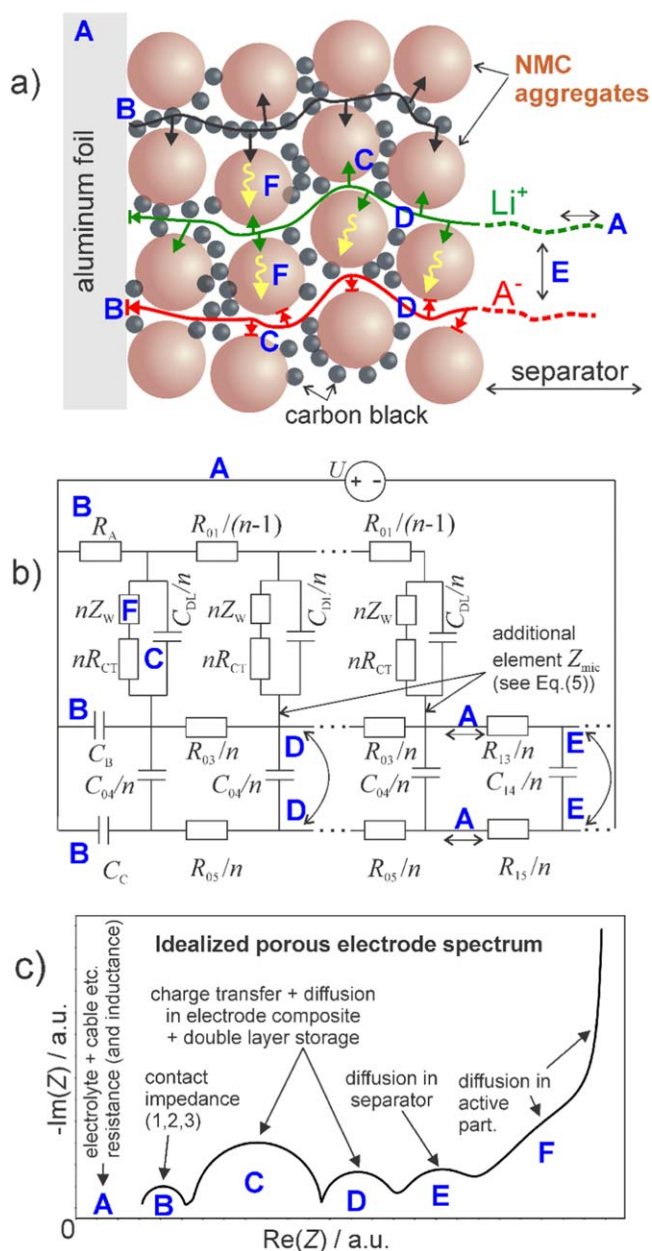 a)
A
aluminum foil
B
NMC
aggregates
C
F
Li+
D
A
F
E
B
D
A-
C
separator
carbon black
b)
A
U
+ -
B
RA
R01/(n-1)
R01/(n-1)
nZW
F
CDL/n
nZW
CDL/n
nZW
CDL/n
nRCT
C
nRCT
nRCT
additional
element Zmic
(see Eq.(5))
B
CB
R03/n
D
R03/n
A
R13/n
E
C04/n
C04/n
D
C04/n
C14/n
E
B
CC
R05/n
R05/n
A
R15/n
c)
Idealized porous electrode spectrum
-Im(Z) / a.u.
electrolyte + cable etc.
resistance (and inductance)
charge transfer + diffusion
in electrode composite
+ double layer storage
contact
impedance
(1,2,3)
diffusion in
separator
diffusion in
active
part.
A
B
C
D
E
F
0
Re(Z) / a.u.